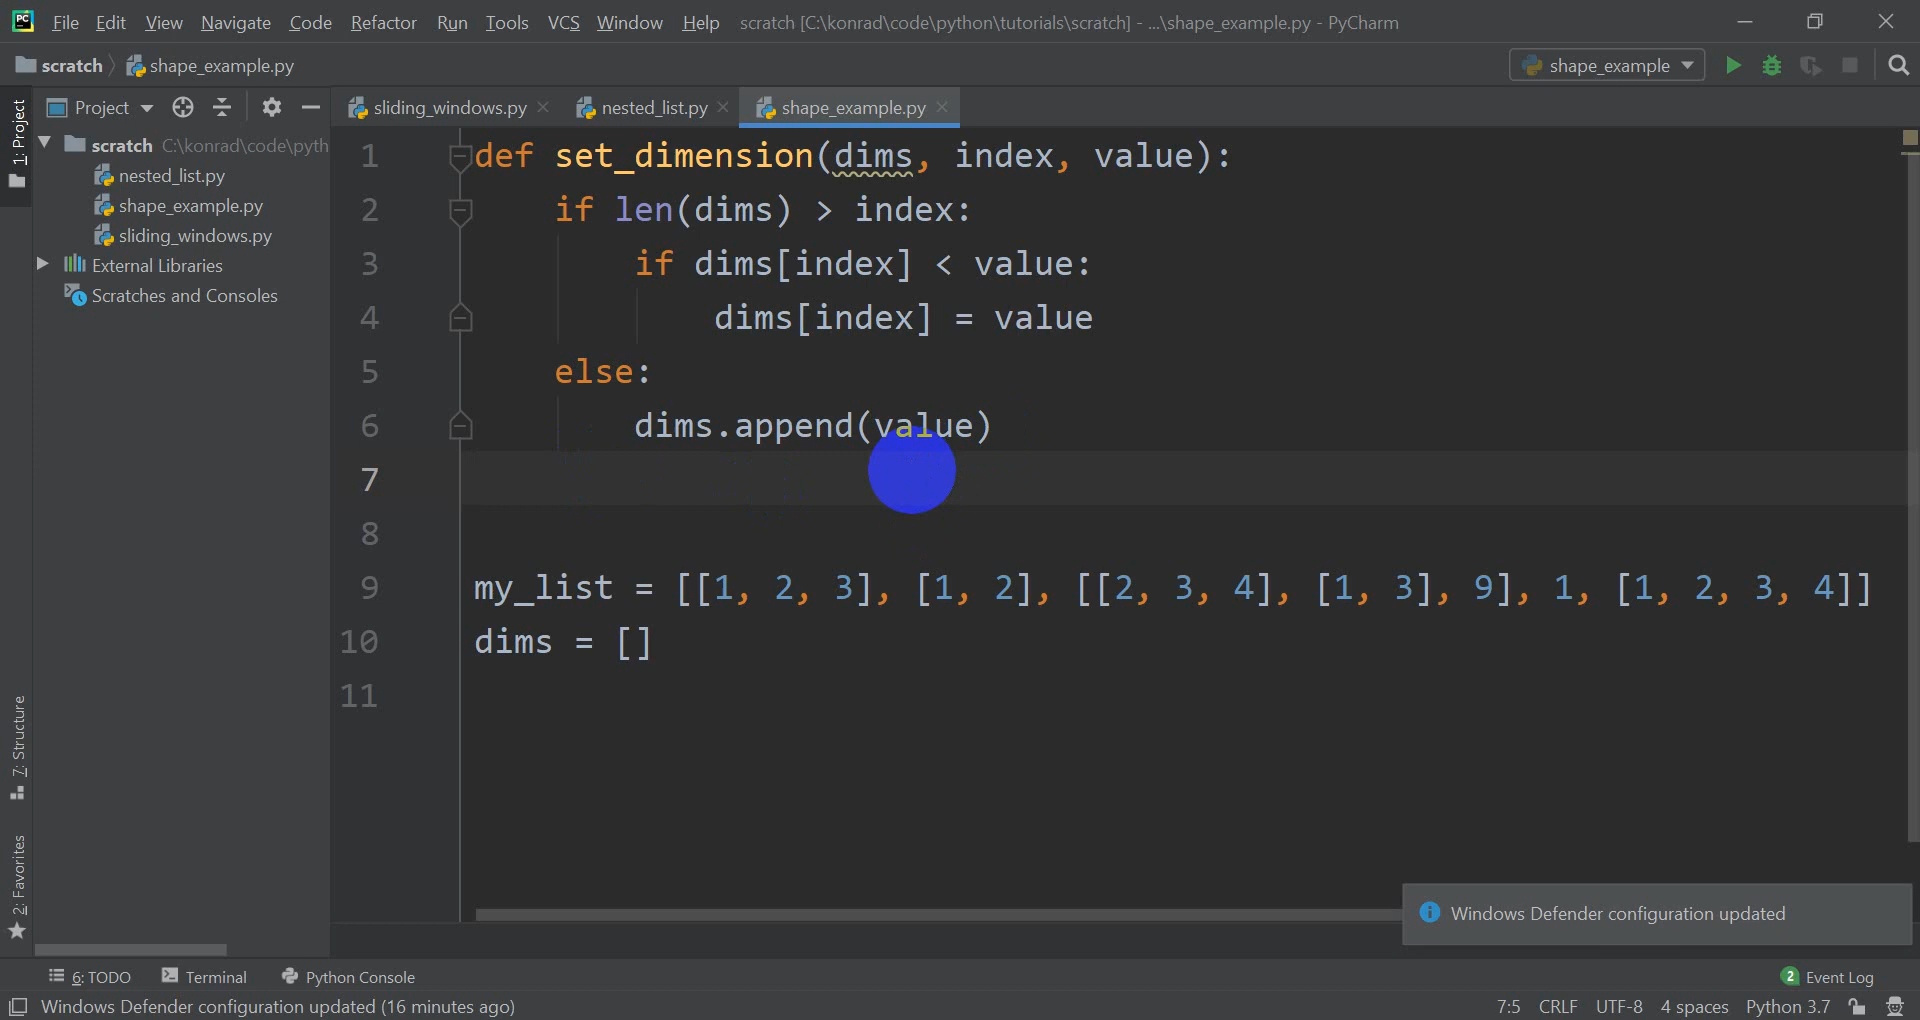 File Edit View Navigate Code Refactor Run Tools VCS Window Help scratch [C:\konrad\code\python\tutorials\scratch] - ...\shape_example.py - PyCharm
scratch shape_example.py shape_example
1: Project
Project
sliding_windows.py nested_list.py shape_example.py
scratch C:\konrad\code\pyth
nested_list.py
shape_example.py
sliding_windows.py
External Libraries
Scratches and Consoles
1 def set_dimension(dims, index, value):
2 if len(dims) > index:
3 if dims[index] < value:
4 dims[index] = value
5 else:
6 dims.append(value)
7
8
9 my_list = [[1, 2, 3], [1, 2], [[2, 3, 4], [1, 3], 9], 1, [1, 2, 3, 4]]
10 dims = []
11
7: Structure
2: Favorites
Windows Defender configuration updated
6: TODO Terminal Python Console 2 Event Log
Windows Defender configuration updated (16 minutes ago) 7:5 CRLF UTF-8 4 spaces Python 3.7